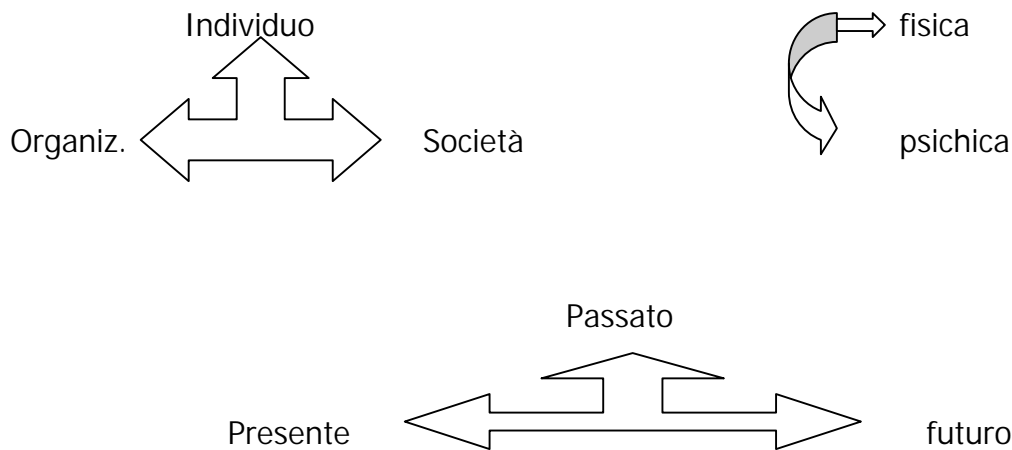 Individuo
fisica
Organiz.
Società
psichica
Passato
Presente
futuro